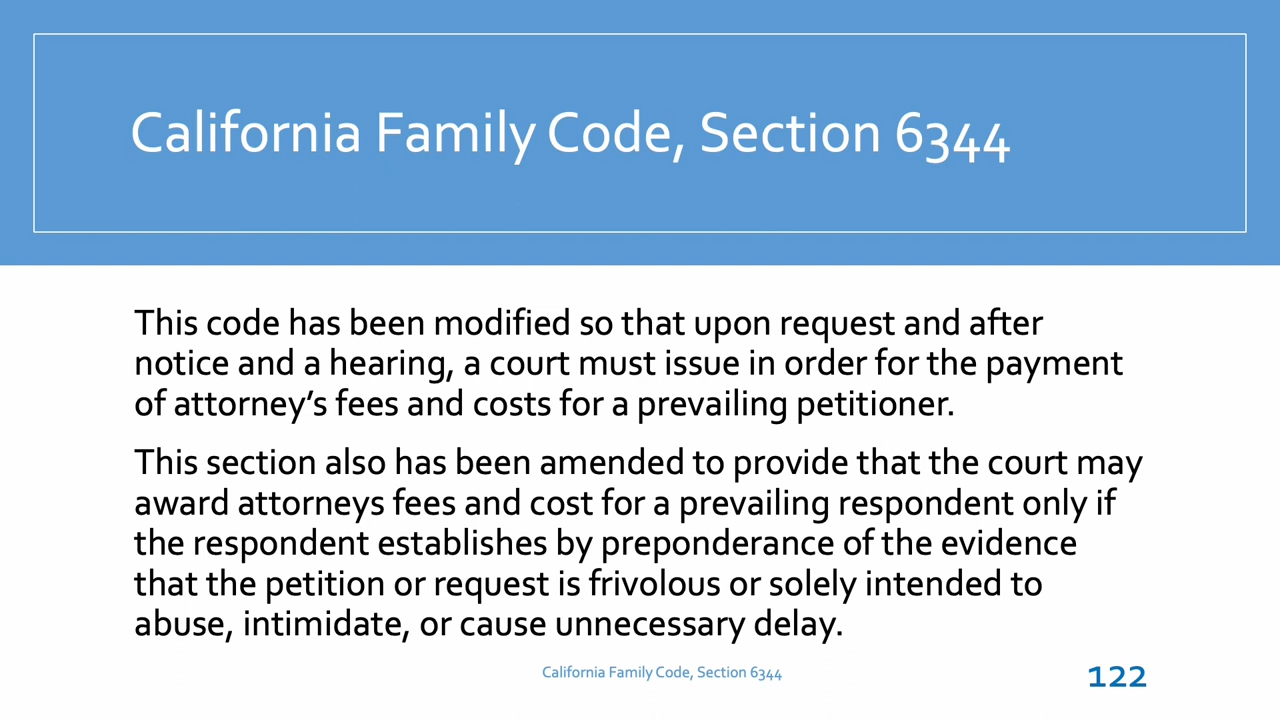 California Family Code, Section 6344
This code has been modified so that upon request and after
notice and a hearing, a court must issue in order for the payment
of attorney’s fees and costs for a prevailing petitioner.
This section also has been amended to provide that the court may
award attorneys fees and cost for a prevailing respondent only if
the respondent establishes by preponderance of the evidence
that the petition or request is frivolous or solely intended to
abuse, intimidate, or cause unnecessary delay.
California Family Code, Section 6344
122